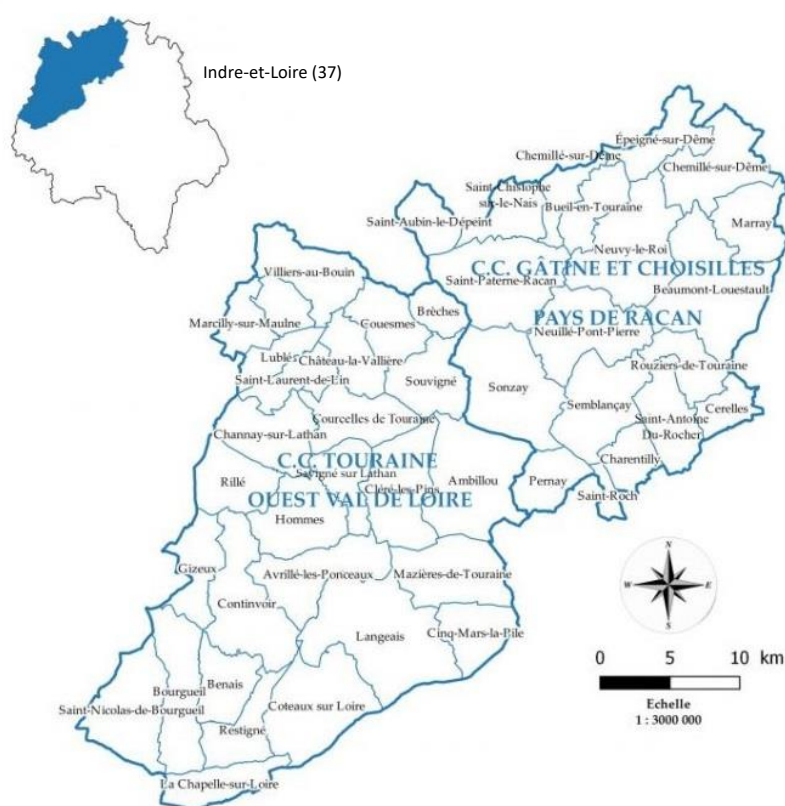 Indre-et-Loire (37)
Épeigné-sur-Dême
Chemillé-sur-Dême
Chemillé-sur-Dême
Saint-Christophe
sur-le-Nais
Bueil-en-Touraine
Saint-Aubin-le-Dépeint
Marray
Neuvy-le-Roi
C.C. GÂTINE ET CHOISILLES
Villiers-au-Bouin
Saint-Paterne-Racan
Beaumont-Louestault
Brèches
PAYS DE RACAN
Marcilly-sur-Maulne
Couesmes
Neuillé-Pont-Pierre
Lublé
Château-la-Vallière
Rouziers-de-Touraine
Saint-Laurent-de-Lin
Souvigné
Sonzay
Semblançay
Cerelles
Saint-Antoine
Du-Rocher
Courcelles de Touraine
Channay-sur-Lathan
C.C. TOURAINE
Charentilly
Savigné sur Lathan
Rillé
Ambillou
Pernay
Cléré-les-Pins
OUEST VAL DE LOIRE
Saint-Roch
Hommes
N
Gizeux
Avrillé-les-Ponceaux
Mazières-de-Touraine
W
E
Continvoir
S
Langeais
Cinq-Mars-la-Pile
0 5 10 km
Benais
Bourgueil
Saint-Nicolas-de-Bourgueil
Coteaux sur Loire
Echelle
1 : 3000 000
Restigné
La Chapelle-sur-Loire